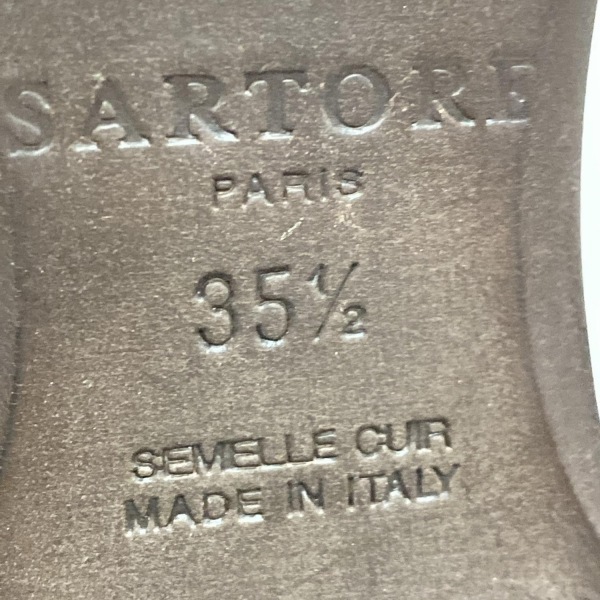 SARTORE
PARIS
35½
SEMELLE CUIR
MADE IN ITALY